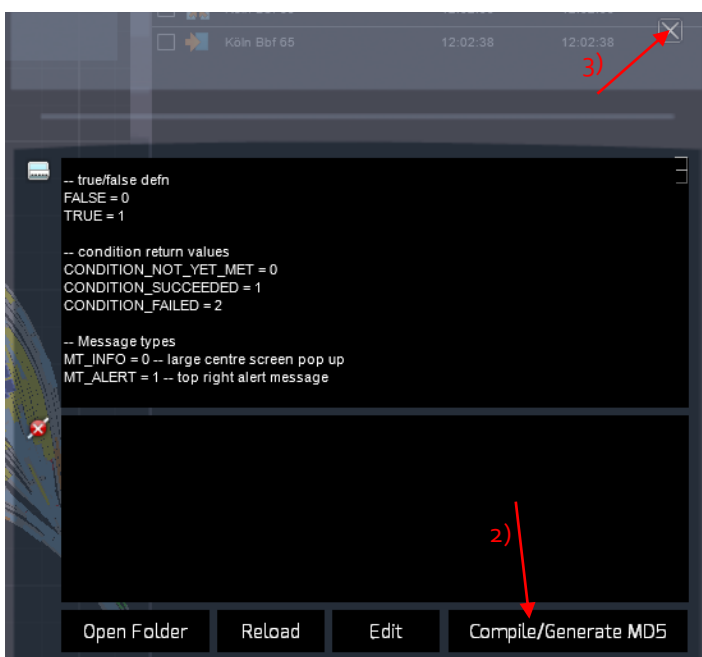 Köln Bbf 65 12:02:38 12:02:38
3)
-- true/false defn
FALSE = 0
TRUE = 1
-- condition return values
CONDITION_NOT_YET_MET = 0
CONDITION_SUCCEEDED = 1
CONDITION_FAILED = 2
-- Message types
MT_INFO = 0 -- large centre screen pop up
MT_ALERT = 1 -- top right alert message
2)
Open Folder Reload Edit Compile/Generate MD5